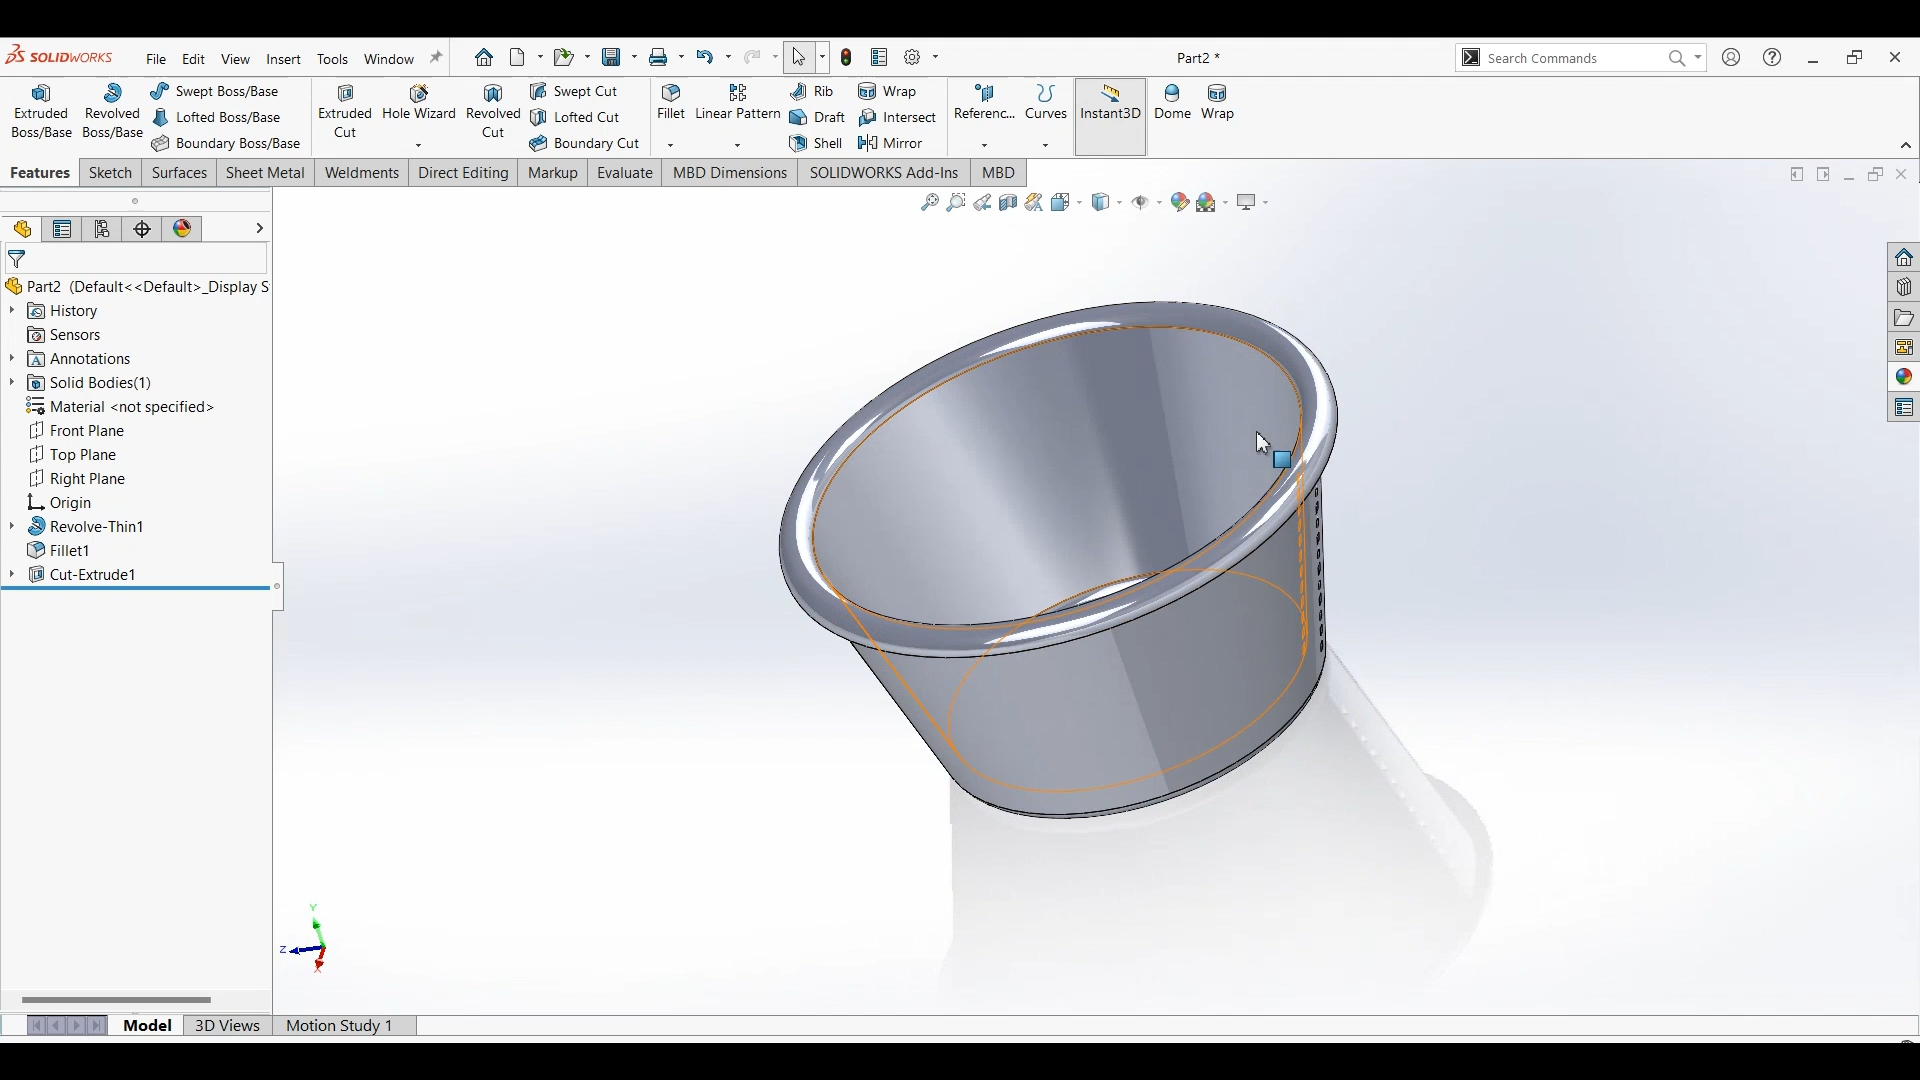 SOLIDWORKS File Edit View Insert Tools Window Part2 * Search Commands
Extruded Boss/Base
Revolved Boss/Base
Swept Boss/Base
Lofted Boss/Base
Boundary Boss/Base
Extruded Cut
Hole Wizard
Revolved Cut
Swept Cut
Lofted Cut
Boundary Cut
Fillet
Linear Pattern
Rib
Draft
Shell
Wrap
Intersect
Mirror
Referenc...
Curves
Instant3D
Dome
Wrap
Features Sketch Surfaces Sheet Metal Weldments Direct Editing Markup Evaluate MBD Dimensions SOLIDWORKS Add-Ins MBD
Part2 (Default<<Default>_Display S
History
Sensors
Annotations
Solid Bodies(1)
Material <not specified>
Front Plane
Top Plane
Right Plane
Origin
Revolve-Thin1
Fillet1
Cut-Extrude1
Y
Z
X
Model 3D Views Motion Study 1